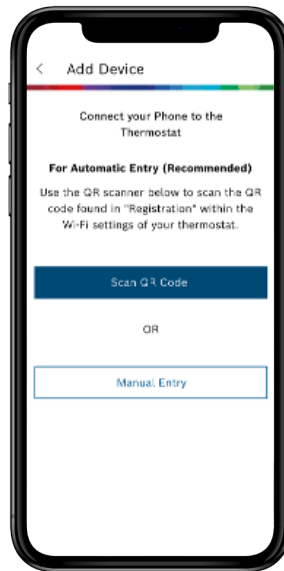 < Add Device
Connect your Phone to the
Thermostat
For Automatic Entry (Recommended)
Use the QR scanner below to scan the QR
code found in "Registration" within the
Wi-Fi settings of your thermostat.
Scan QR Code
OR
Manual Entry